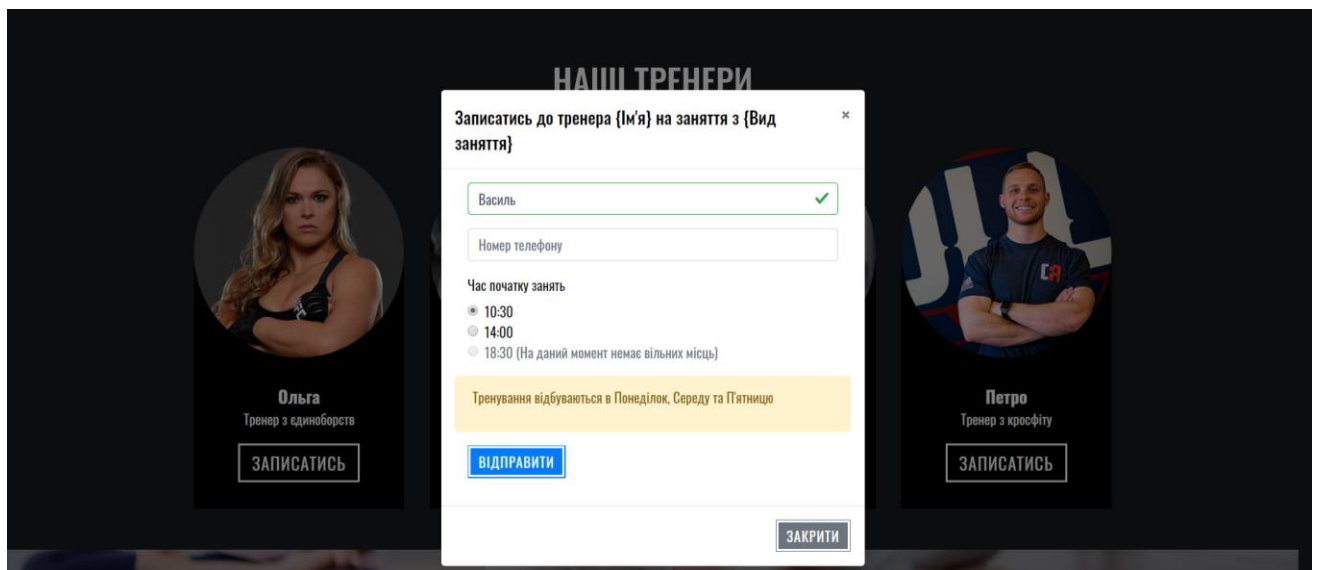 НАШІ ТРЕНЕРИ
Записатись до тренера {Ім'я} на заняття з {Вид
заняття}
×
Василь
Номер телефону
Час початку занять
10:30
14:00
18:30 (На даний момент немає вільних місць)
Тренування відбуваються в Понеділок, Середу та П'ятницю
ВІДПРАВИТИ
ЗАКРИТИ
Ольга
Тренер з єдиноборств
ЗАПИСАТИСЬ
Петро
Тренер з кросфіту
ЗАПИСАТИСЬ